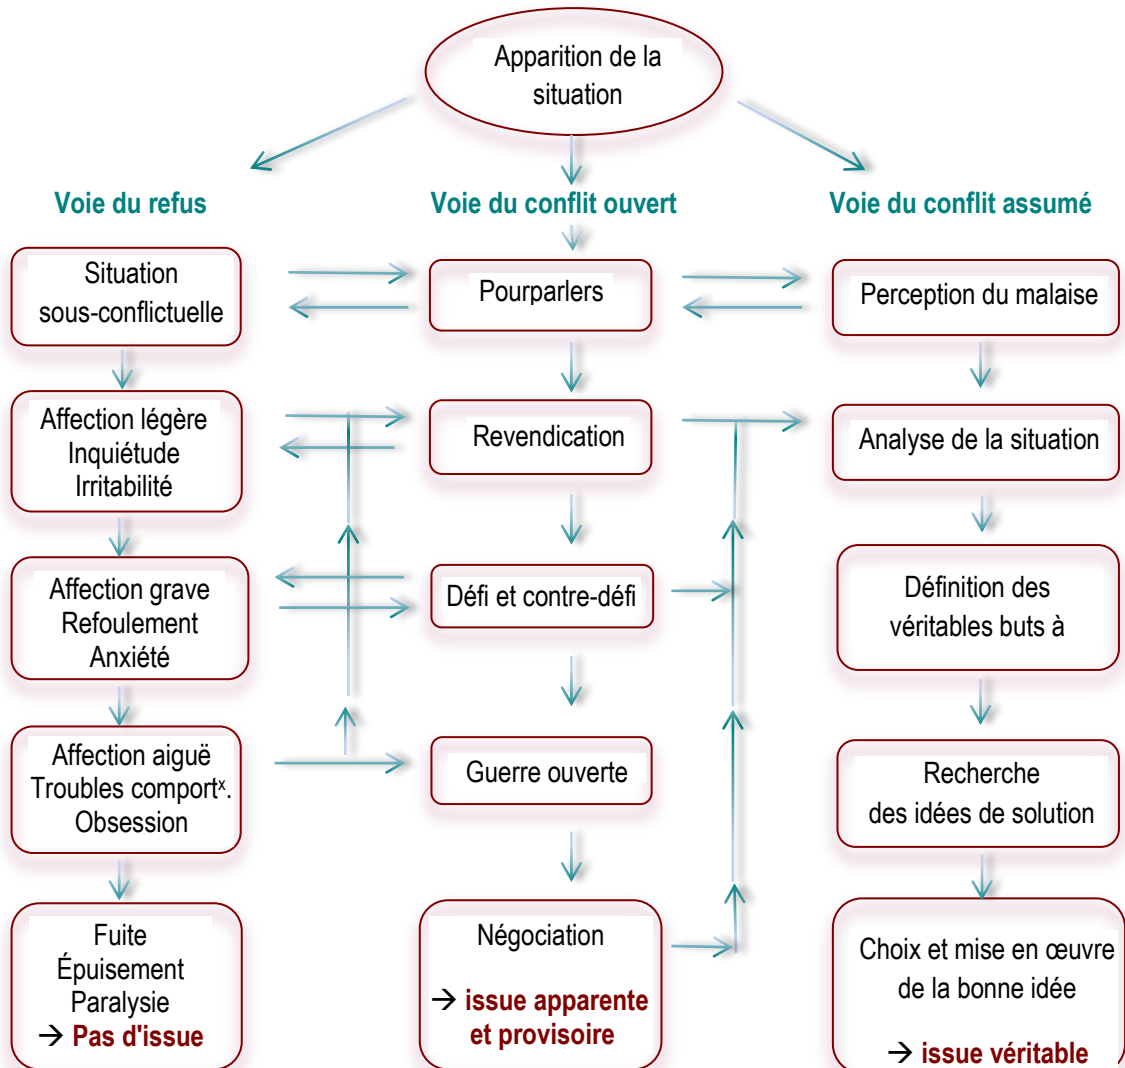 Apparition de la
situation
Voie du refus
Voie du conflit ouvert
Voie du conflit assumé
Situation
sous-conflictuelle
Pourparlers
Perception du malaise
Affection légère
Inquiétude
Irritabilité
Revendication
Analyse de la situation
Affection grave
Refoulement
Anxiété
Défi et contre-défi
Définition des
véritables buts à
Affection aiguë
Troubles comportˣ.
Obsession
Guerre ouverte
Recherche
des idées de solution
Fuite
Épuisement
Paralysie
→ Pas d'issue
Négociation
→ issue apparente
et provisoire
Choix et mise en œuvre
de la bonne idée
→ issue véritable